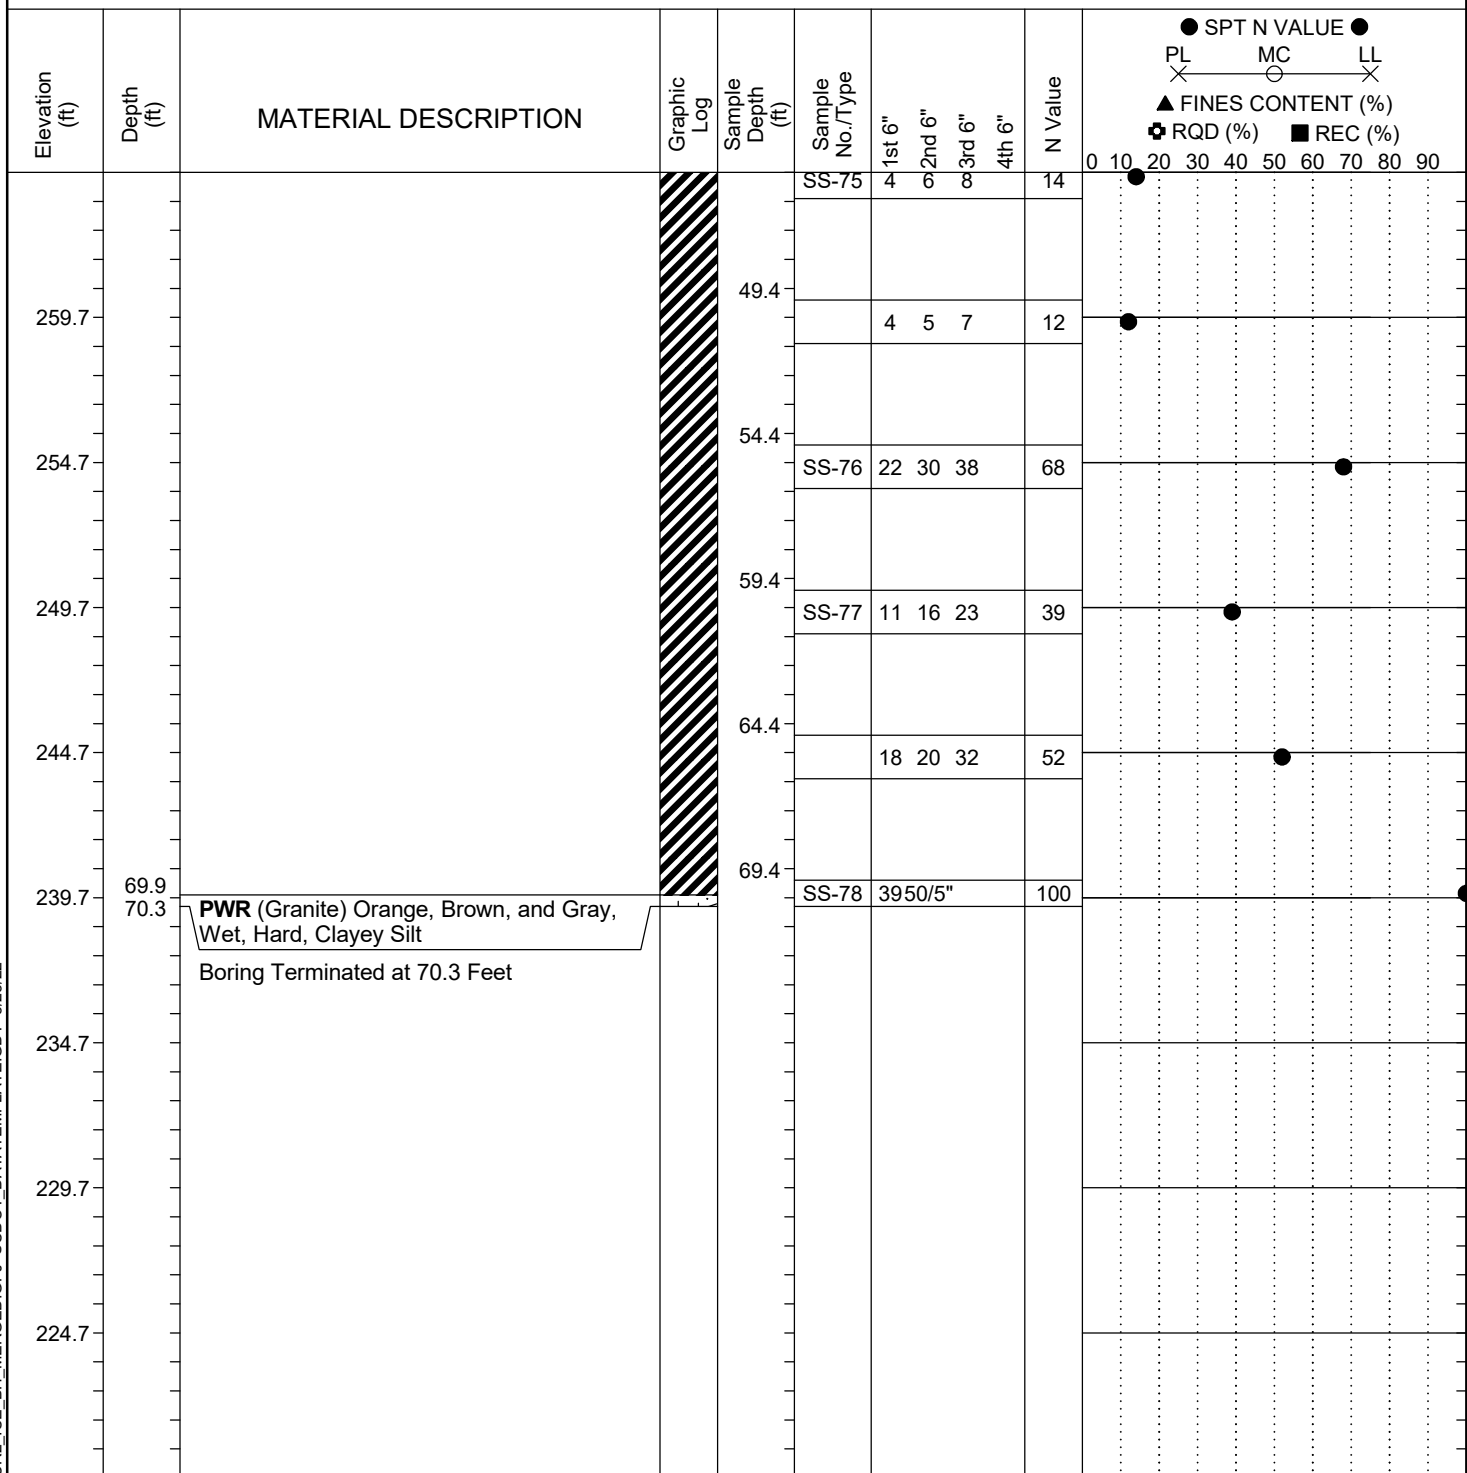 ● SPT N VALUE ●
PL MC LL
▲ FINES CONTENT (%)
RQD (%) ■ REC (%)
Elevation (ft)
Depth (ft)
MATERIAL DESCRIPTION
Graphic Log
Sample Depth (ft)
Sample No./Type
1st 6"
2nd 6"
3rd 6"
4th 6"
N Value
0 10 20 30 40 50 60 70 80 90
SS-75 4 6 8 14
49.4
259.7 4 5 7 12
54.4
254.7 SS-76 22 30 38 68
59.4
249.7 SS-77 11 16 23 39
64.4
244.7 18 20 32 52
69.4
69.9
239.7 SS-78 39 50/5" 100
70.3 PWR (Granite) Orange, Brown, and Gray,
Wet, Hard, Clayey Silt
Boring Terminated at 70.3 Feet
234.7
229.7
224.7